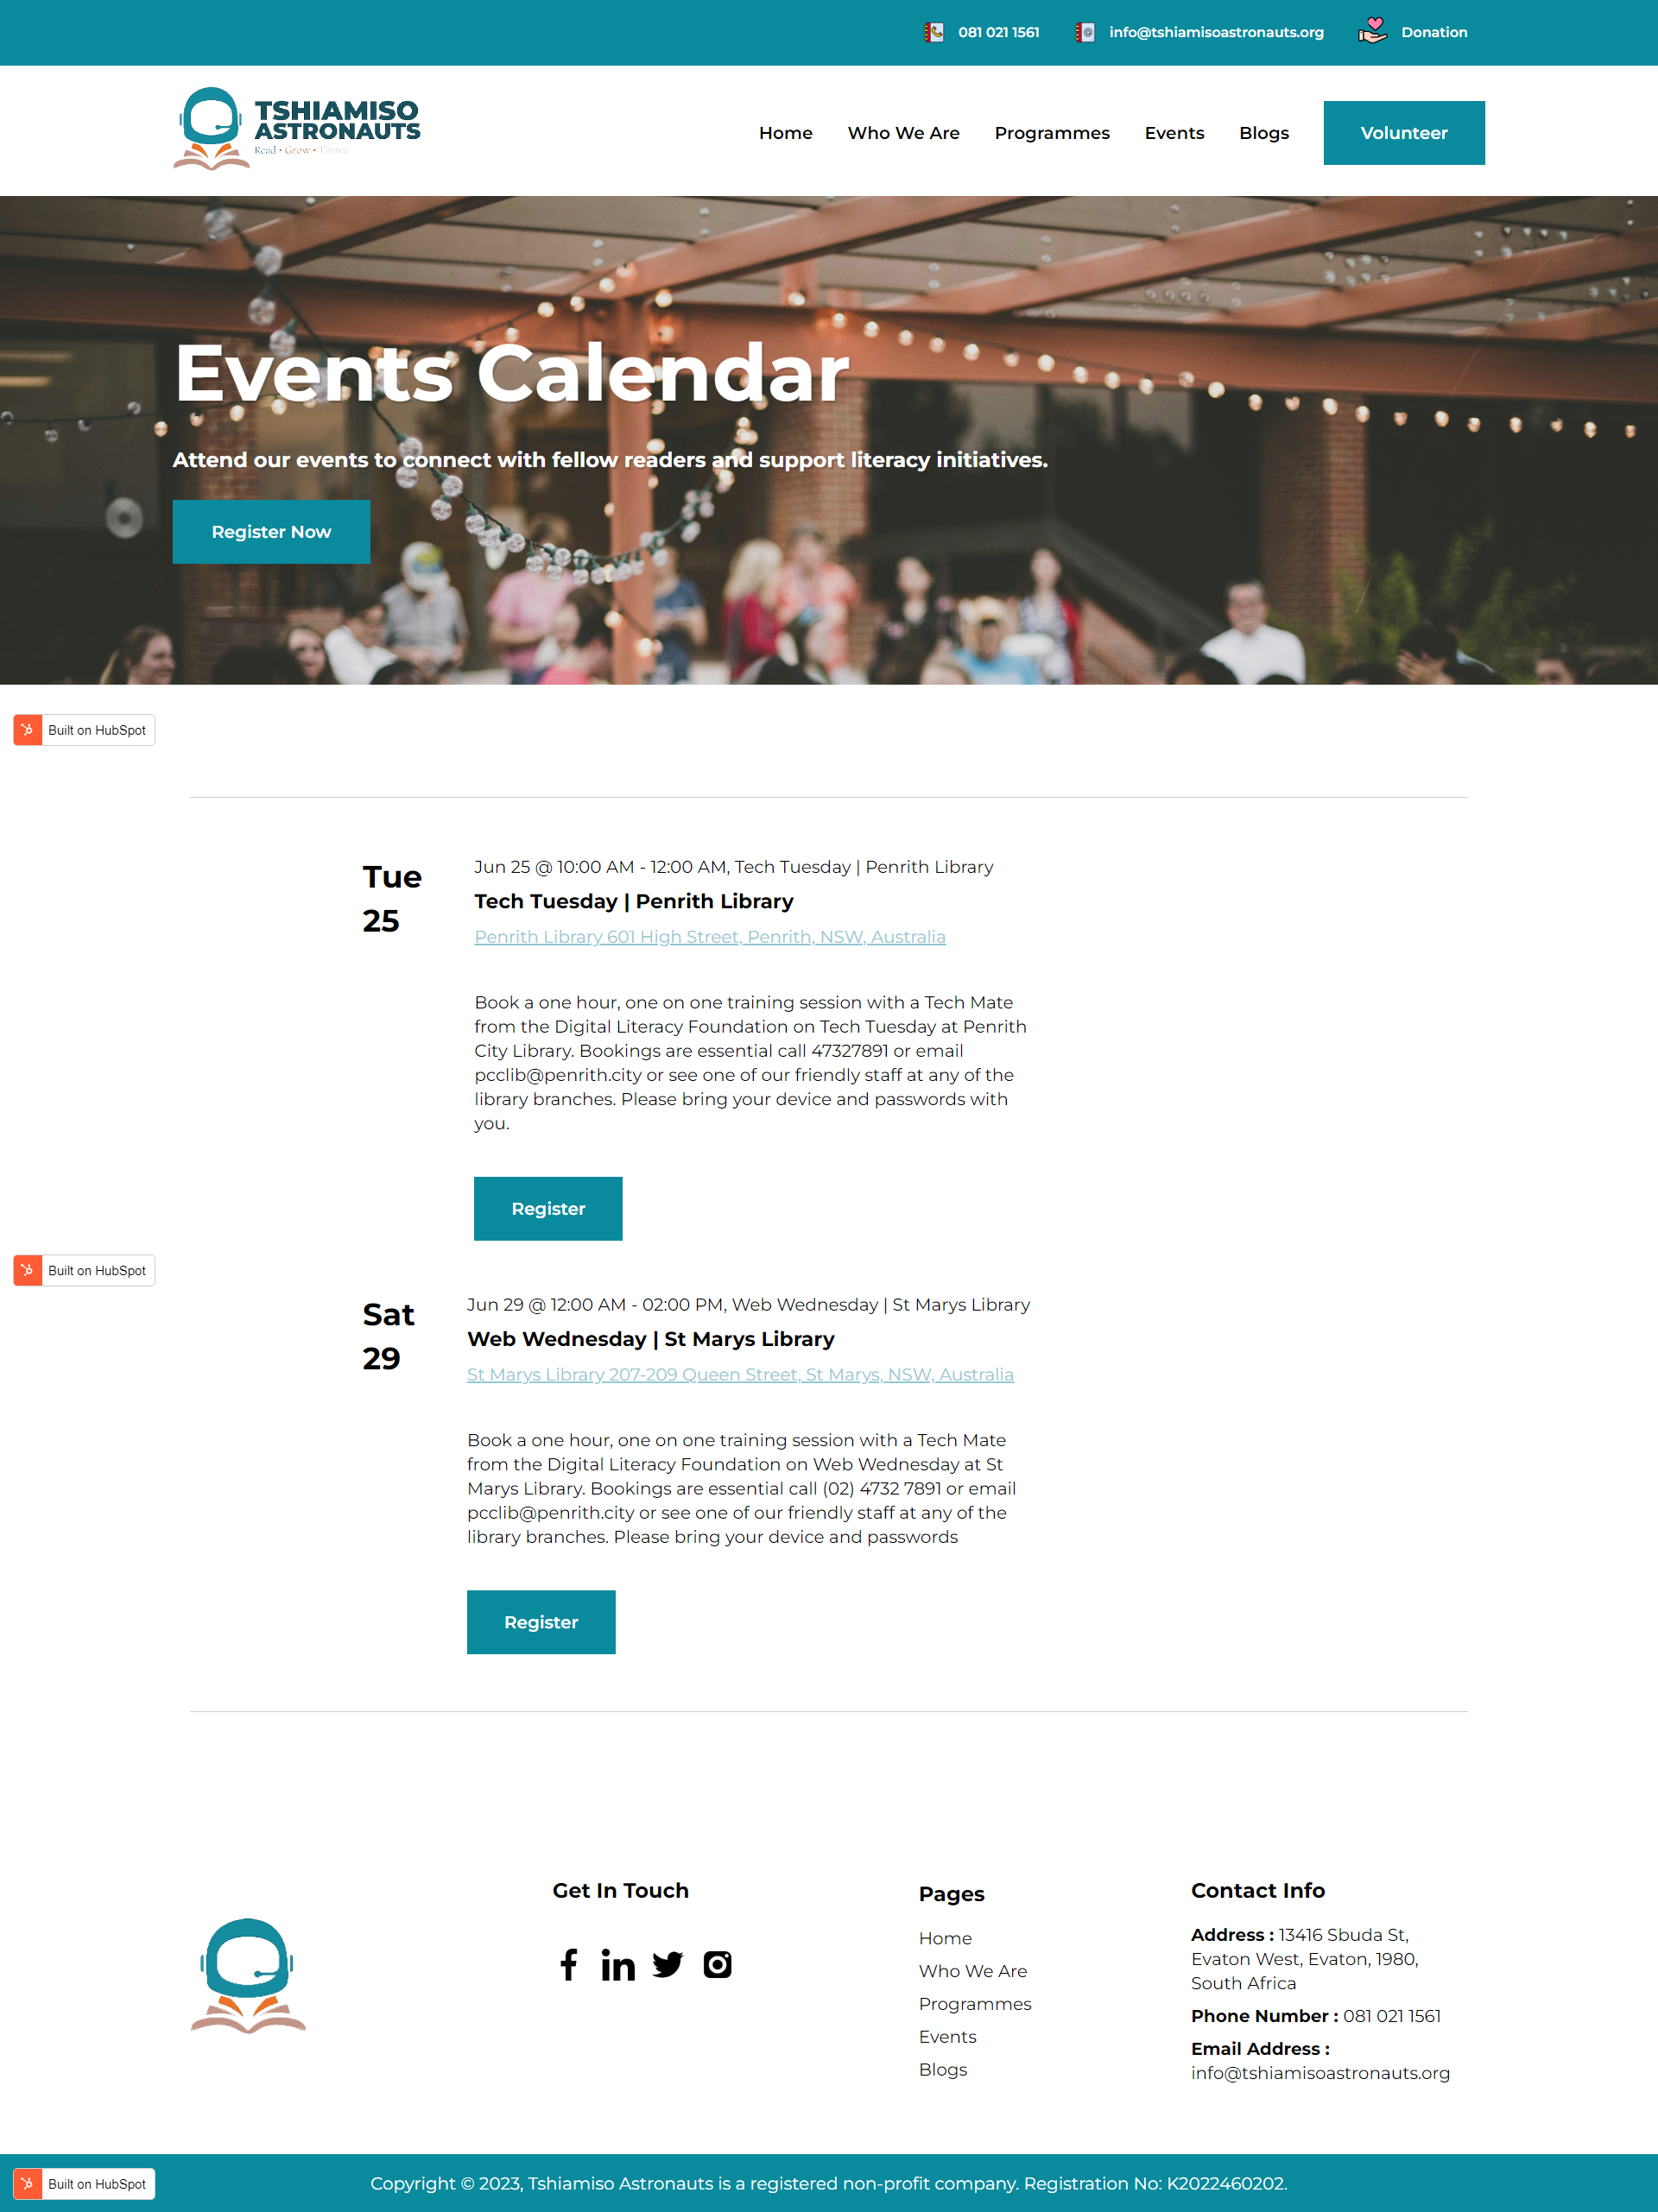 081 021 1561
info@tshiamisoastronauts.org
Donation
TSHIAMISO
ASTRONAUTS
Read • Grow • Thrive
Home
Who We Are
Programmes
Events
Blogs
Volunteer
Events Calendar
Attend our events to connect with fellow readers and support literacy initiatives.
Register Now
Built on HubSpot
Tue
25
Jun 25 @ 10:00 AM - 12:00 AM, Tech Tuesday | Penrith Library
Tech Tuesday | Penrith Library
Penrith Library 601 High Street, Penrith, NSW, Australia
Book a one hour, one on one training session with a Tech Mate
from the Digital Literacy Foundation on Tech Tuesday at Penrith
City Library. Bookings are essential call 47327891 or email
pcclib@penrith.city or see one of our friendly staff at any of the
library branches. Please bring your device and passwords with
you.
Register
Built on HubSpot
Sat
29
Jun 29 @ 12:00 AM - 02:00 PM, Web Wednesday | St Marys Library
Web Wednesday | St Marys Library
St Marys Library 207-209 Queen Street, St Marys, NSW, Australia
Book a one hour, one on one training session with a Tech Mate
from the Digital Literacy Foundation on Web Wednesday at St
Marys Library. Bookings are essential call (02) 4732 7891 or email
pcclib@penrith.city or see one of our friendly staff at any of the
library branches. Please bring your device and passwords
Register
Get In Touch
Pages
Home
Who We Are
Programmes
Events
Blogs
Contact Info
Address : 13416 Sbuda St,
Evaton West, Evaton, 1980,
South Africa
Phone Number : 081 021 1561
Email Address :
info@tshiamisoastronauts.org
Built on HubSpot
Copyright © 2023, Tshiamiso Astronauts is a registered non-profit company. Registration No: K2022460202.